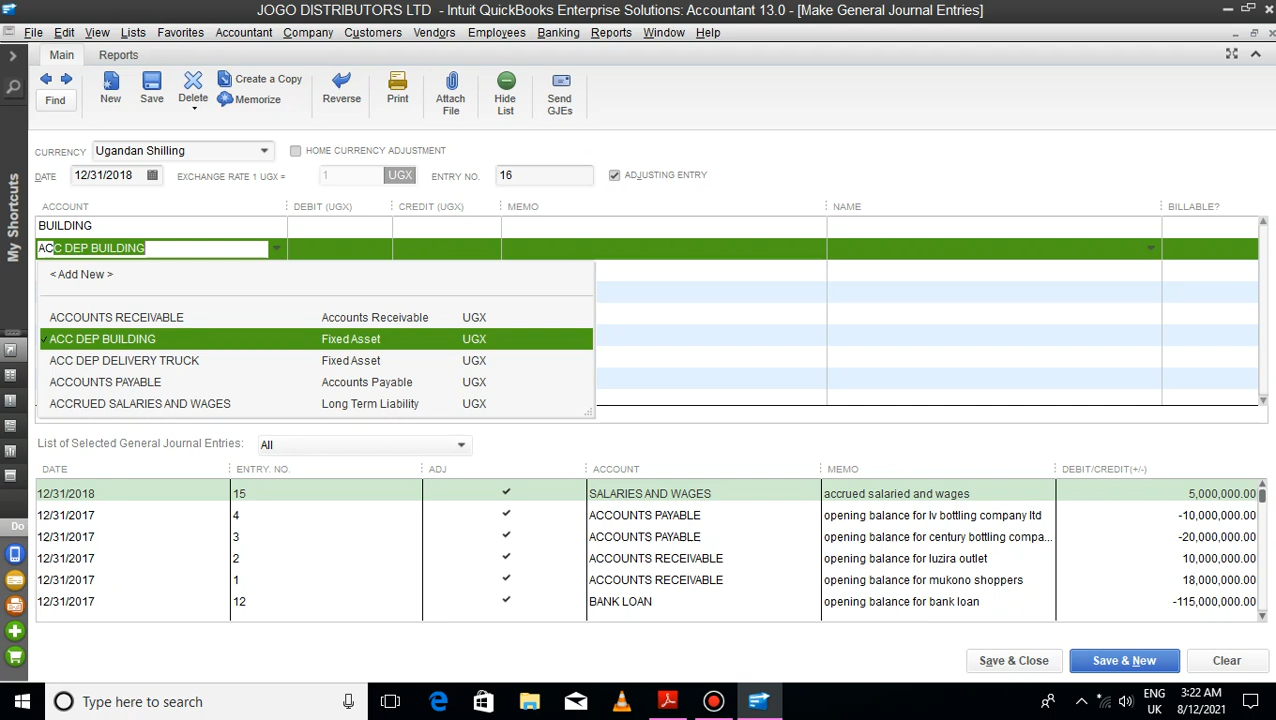 JOGO DISTRIBUTORS LTD - Intuit QuickBooks Enterprise Solutions: Accountant 13.0 - [Make General Journal Entries]
File Edit View Lists Favorites Accountant Company Customers Vendors Employees Banking Reports Window Help
Main Reports
Find New Save Delete Create a Copy Memorize Reverse Print Attach File Hide List Send GJEs
My Shortcuts
Do
CURRENCY Ugandan Shilling HOME CURRENCY ADJUSTMENT
DATE 12/31/2018 EXCHANGE RATE 1 UGX = 1 UGX ENTRY NO. 16 ADJUSTING ENTRY
ACCOUNT DEBIT (UGX) CREDIT (UGX) MEMO NAME BILLABLE?
BUILDING
ACC DEP BUILDING
< Add New >
ACCOUNTS RECEIVABLE Accounts Receivable UGX
ACC DEP BUILDING Fixed Asset UGX
ACC DEP DELIVERY TRUCK Fixed Asset UGX
ACCOUNTS PAYABLE Accounts Payable UGX
ACCRUED SALARIES AND WAGES Long Term Liability UGX
List of Selected General Journal Entries: All
DATE ENTRY. NO. ADJ ACCOUNT MEMO DEBIT/CREDIT(+/-)
12/31/2018 15 SALARIES AND WAGES accrued salaried and wages 5,000,000.00
12/31/2017 4 ACCOUNTS PAYABLE opening balance for lv bottling company ltd -10,000,000.00
12/31/2017 3 ACCOUNTS PAYABLE opening balance for century bottling compa... -20,000,000.00
12/31/2017 2 ACCOUNTS RECEIVABLE opening balance for luzira outlet 10,000,000.00
12/31/2017 1 ACCOUNTS RECEIVABLE opening balance for mukono shoppers 18,000,000.00
12/31/2017 12 BANK LOAN opening balance for bank loan -115,000,000.00
Save & Close Save & New Clear
Type here to search ENG UK 3:22 AM 8/12/2021